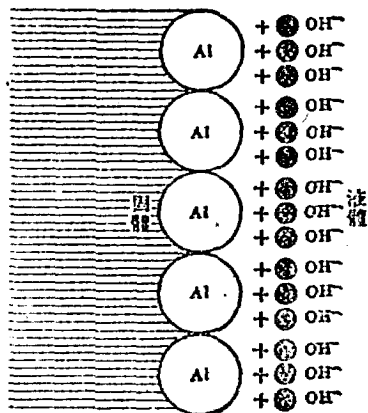 + OH⁻
Al + OH⁻
+ OH⁻
+ OH⁻
Al + OH⁻
+ OH⁻
+ OH⁻
固體 Al + OH⁻ 液體
+ OH⁻
+ OH⁻
Al + OH⁻
+ OH⁻
+ OH⁻
Al + OH⁻
+ OH⁻